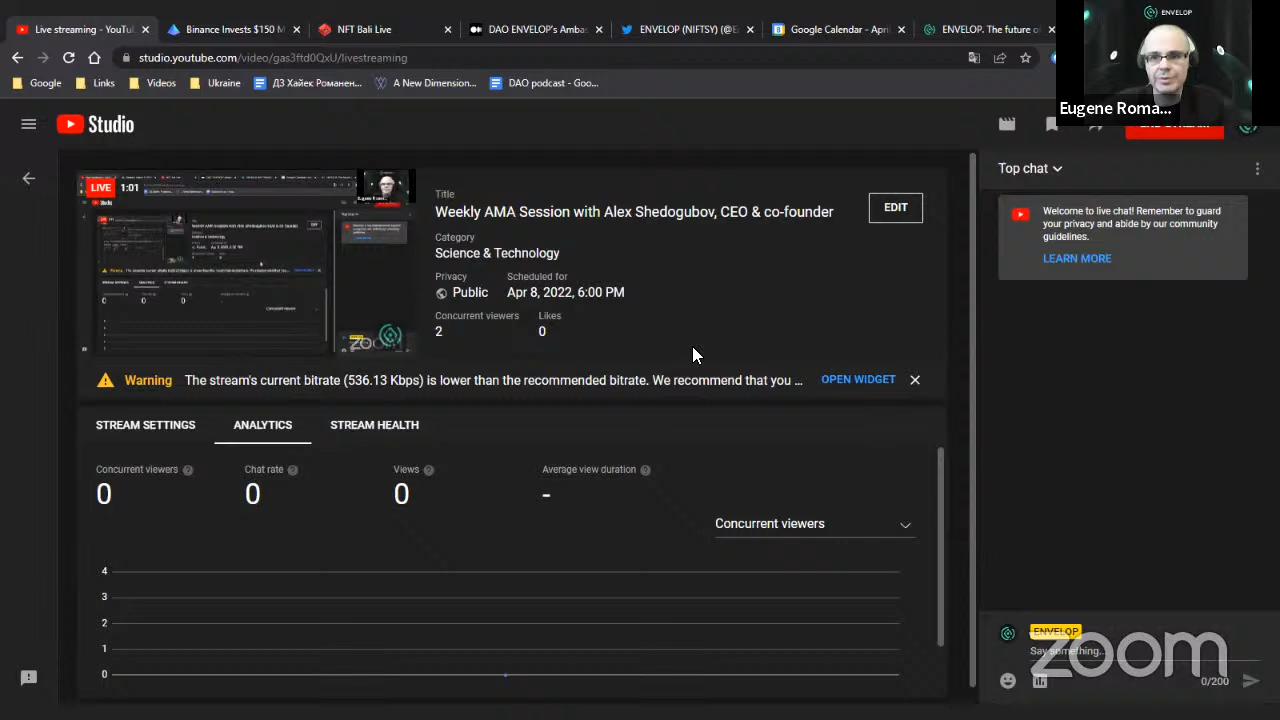 Live streaming - YouTu
Binance Invests $150 M
NFT Bali Live
DAO ENVELOP's Ambas
ENVELOP (NIFTSY) (@E
Google Calendar - April
ENVELOP. The future o
ENVELOP
studio.youtube.com/video/gas3ftd0QxU/livestreaming
Google
Links
Videos
Ukraine
ДЗ Хайек Романен...
A New Dimension...
DAO podcast - Goo...
Eugene Roma...
Studio
Top chat
LIVE 1:01
Title
Weekly AMA Session with Alex Shedogubov, CEO & co-founder
EDIT
Category
Science & Technology
Privacy
Scheduled for
Public
Apr 8, 2022, 6:00 PM
Concurrent viewers
Likes
2
0
Welcome to live chat! Remember to guard
your privacy and abide by our community
guidelines.
LEARN MORE
Warning
The stream's current bitrate (536.13 Kbps) is lower than the recommended bitrate. We recommend that you ...
OPEN WIDGET
STREAM SETTINGS
ANALYTICS
STREAM HEALTH
Concurrent viewers
Chat rate
Views
Average view duration
0
0
0
-
Concurrent viewers
4
3
2
1
0
ENVELOP
Say something...
zoom
0/200